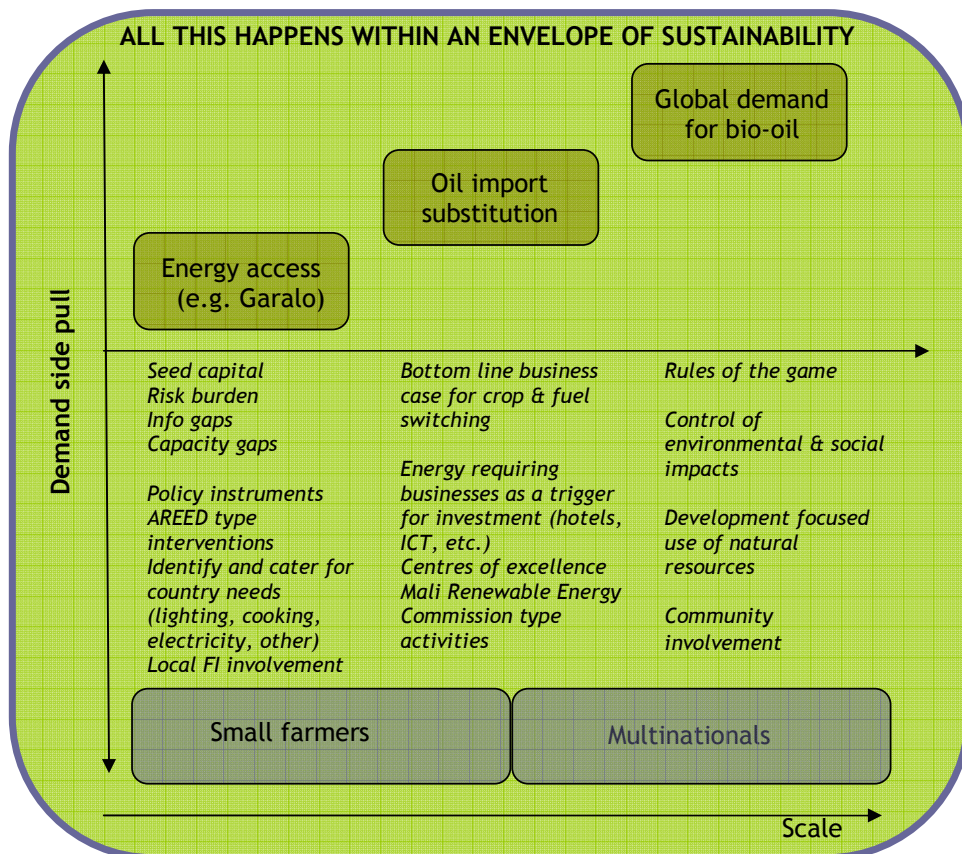 ALL THIS HAPPENS WITHIN AN ENVELOPE OF SUSTAINABILITY
Global demand
for bio-oil
Oil import
substitution
Energy access
(e.g. Garalo)
Demand side pull
Seed capital
Risk burden
Info gaps
Capacity gaps
Policy instruments
AREED type
interventions
Identify and cater for
country needs
(lighting, cooking,
electricity, other)
Local FI involvement
Bottom line business
case for crop & fuel
switching
Energy requiring
businesses as a trigger
for investment (hotels,
ICT, etc.)
Centres of excellence
Mali Renewable Energy
Commission type
activities
Rules of the game
Control of
environmental & social
impacts
Development focused
use of natural
resources
Community
involvement
Small farmers
Multinationals
Scale